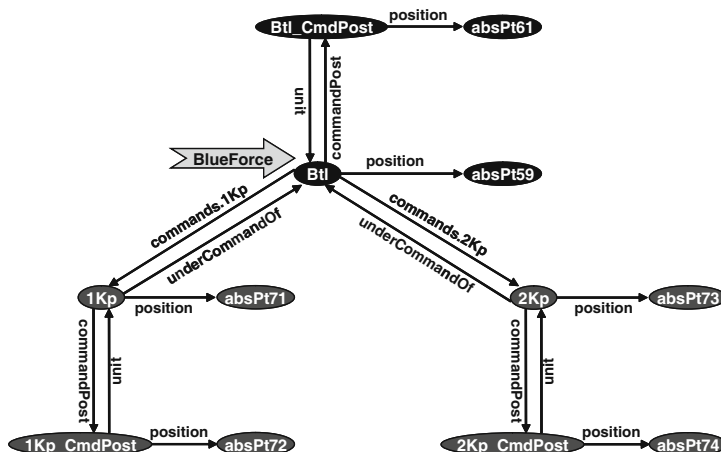 Btl_CmdPost position absPt61
unit commandPost
BlueForce Btl position absPt59
commands.1Kp commands.2Kp
underCommandOf underCommandOf
1Kp position absPt71 2Kp position absPt73
commandPost unit commandPost unit
1Kp_CmdPost position absPt72 2Kp_CmdPost position absPt74